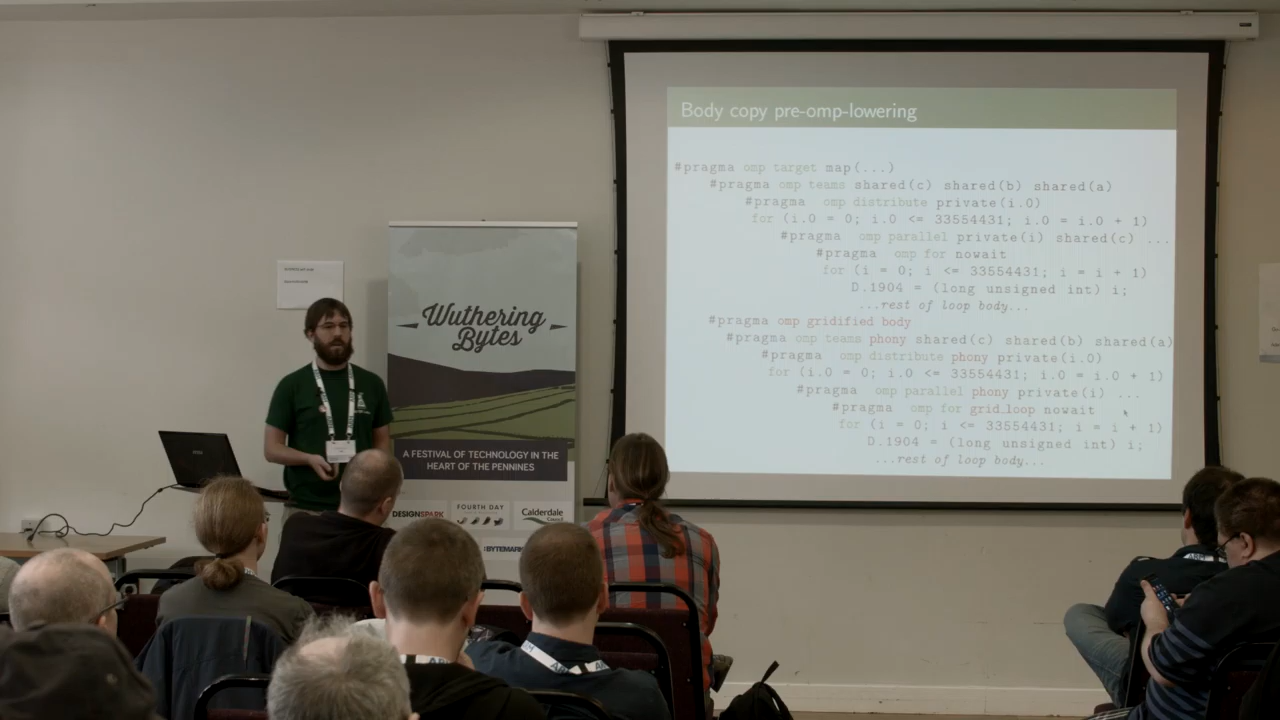 Body copy pre-omp-lowering
#pragma omp target map(...)
#pragma omp teams shared(c) shared(b) shared(a)
#pragma omp distribute private(i.0)
for (i.0 = 0; i.0 <= 33554431; i.0 = i.0 + 1)
#pragma omp parallel private(i) shared(c) ...
#pragma omp for nowait
for (i = 0; i <= 33554431; i = i + 1)
D.1904 = (long unsigned int) i;
...rest of loop body...
#pragma omp gridified body
#pragma omp teams phony shared(c) shared(b) shared(a)
#pragma omp distribute phony private(i.0)
for (i.0 = 0; i.0 <= 33554431; i.0 = i.0 + 1)
#pragma omp parallel phony private(i) ...
#pragma omp for grid_loop nowait
for (i = 0; i <= 33554431; i = i + 1)
D.1904 = (long unsigned int) i;
...rest of loop body...
Wuthering
Bytes
A FESTIVAL OF TECHNOLOGY IN THE
HEART OF THE PENNINES
DESIGNSPARK
FOURTH DAY
Calderdale
Council
BYTEMAR